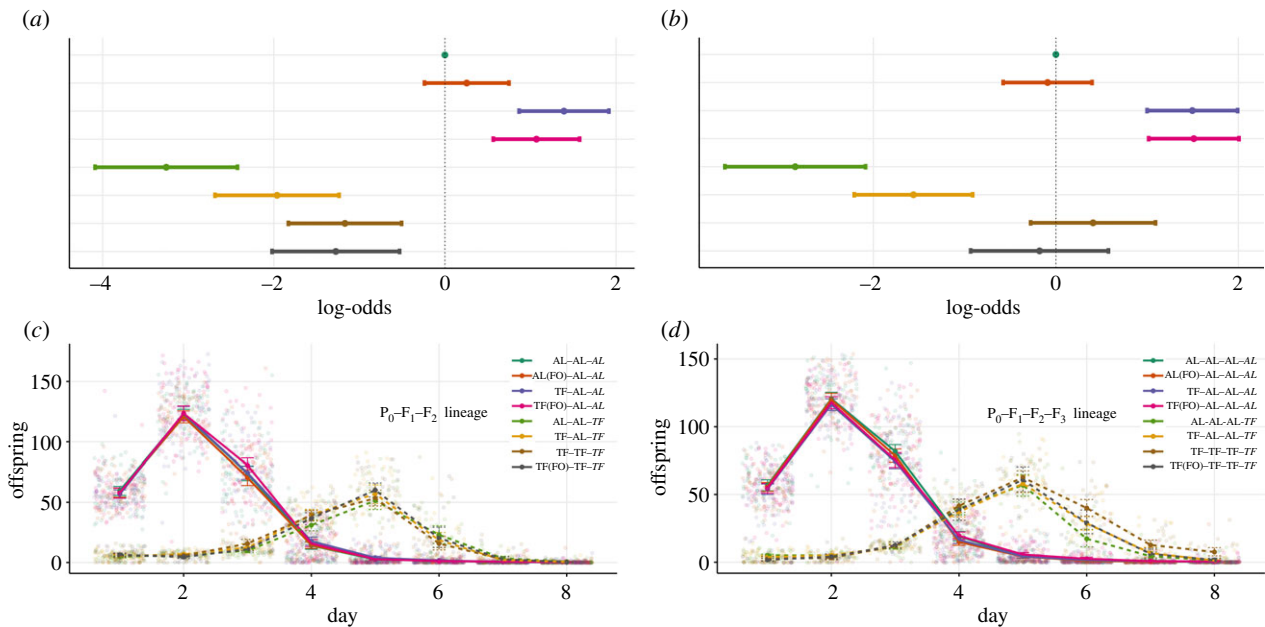 (a)
–4 –2 0 2
log-odds
(b)
–2 0 2
log-odds
(c)
offspring
150
100
50
0
2 4 6 8
day
AL–AL–AL
AL(FO)–AL–AL
TF–AL–AL
TF(FO)–AL–AL
AL–AL–TF
TF–AL–TF
TF–TF–TF
TF(FO)–TF–TF
P0–F1–F2 lineage
(d)
offspring
150
100
50
0
2 4 6 8
day
AL–AL–AL–AL
AL(FO)–AL–AL–AL
TF–AL–AL–AL
TF(FO)–AL–AL–AL
AL–AL–AL-TF
TF–AL–AL–TF
TF–TF–TF–TF
TF(FO)–TF–TF–TF
P0–F1–F2–F3 lineage